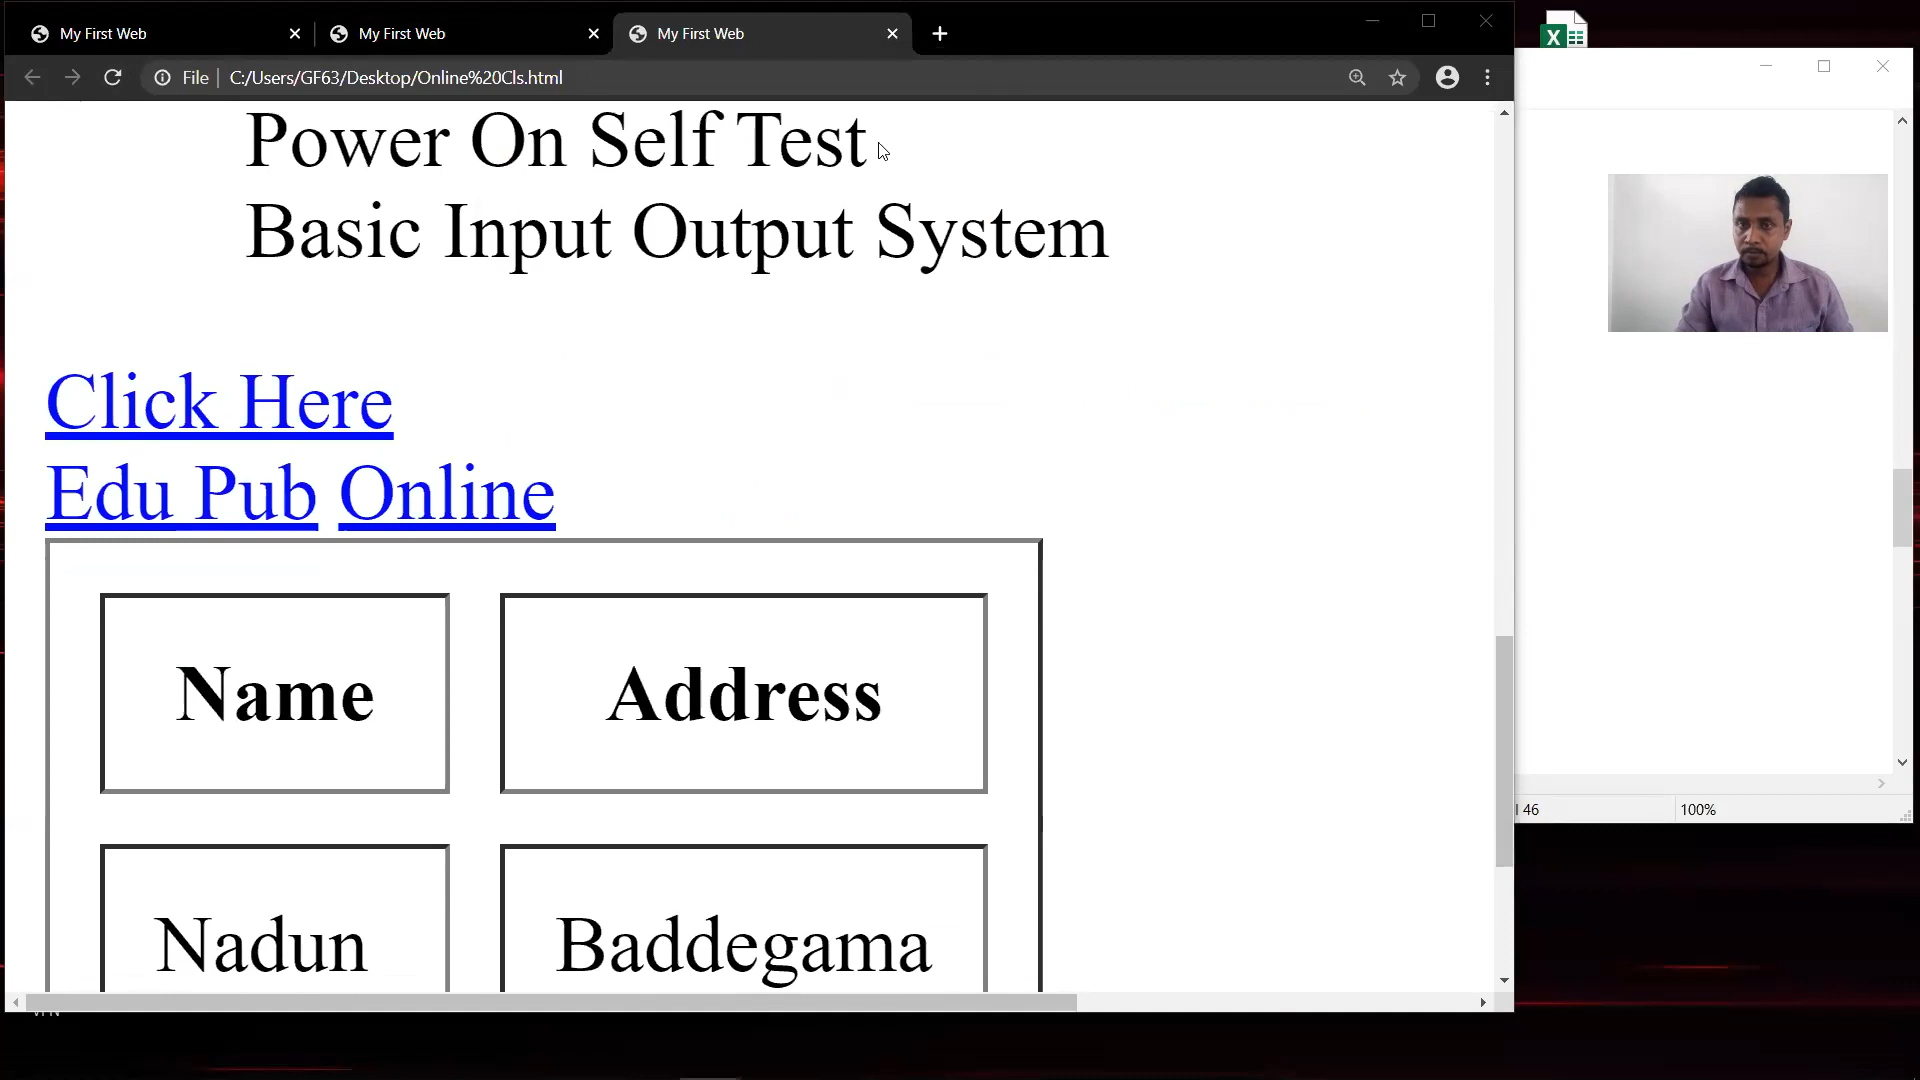 My First Web
My First Web
My First Web
File
C:/Users/GF63/Desktop/Online%20Cls.html
Power On Self Test
Basic Input Output System
Click Here
Edu Pub Online
Name Address
Nadun Baddegama
46
100%